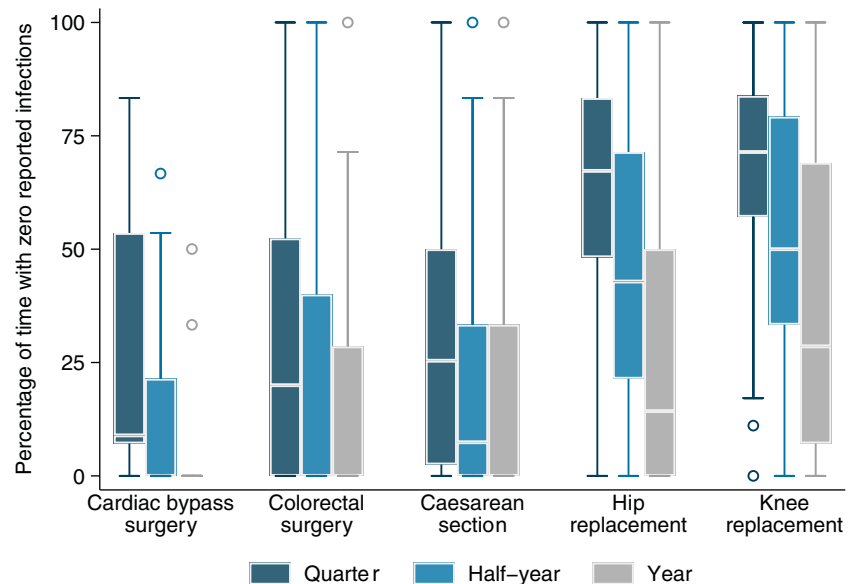 Percentage of time with zero reported infections
100
75
50
25
0
Cardiac bypass
surgery
Colorectal
surgery
Caesarean
section
Hip
replacement
Knee
replacement
Quarter
Half−year
Year